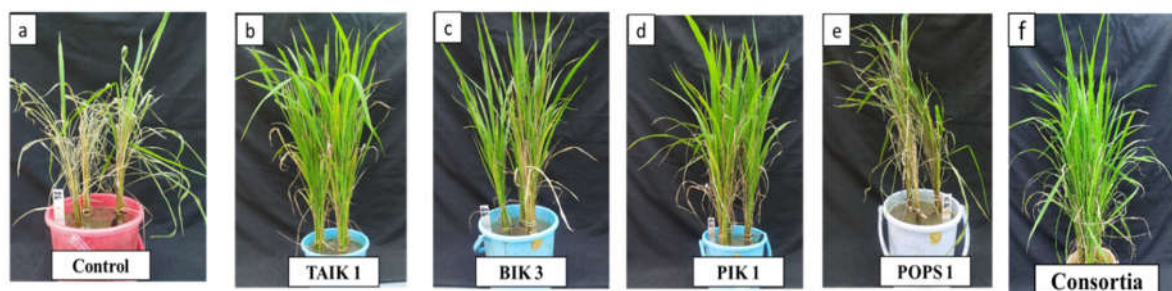 a
b
c
d
e
f
Control
TAIK 1
BIK 3
PIK 1
POPS 1
Consortia